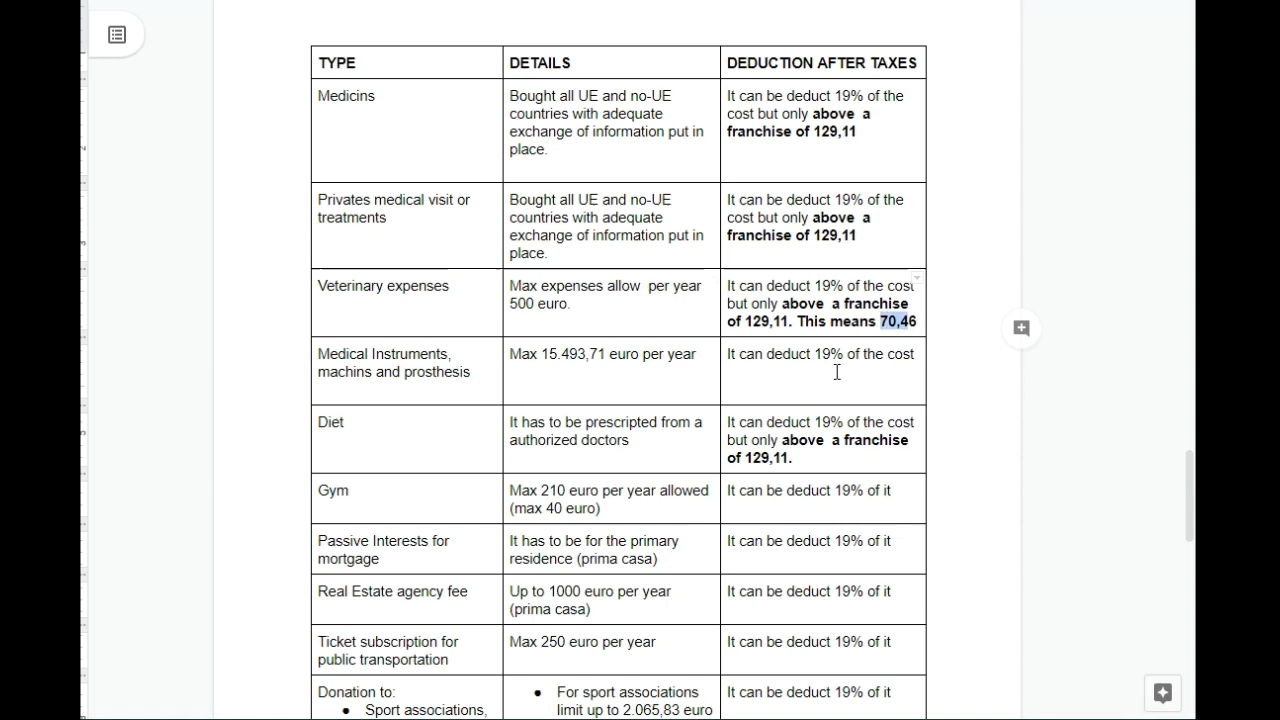 TYPE
DETAILS
DEDUCTION AFTER TAXES
Medicins
Bought all UE and no-UE
countries with adequate
exchange of information put in
place.
It can be deduct 19% of the
cost but only above  a
franchise of 129,11
Privates medical visit or
treatments
Bought all UE and no-UE
countries with adequate
exchange of information put in
place.
It can be deduct 19% of the
cost but only above  a
franchise of 129,11
Veterinary expenses
Max expenses allow  per year
500 euro.
It can deduct 19% of the cost
but only above  a franchise
of 129,11. This means 70,46
Medical Instruments,
machins and prosthesis
Max 15.493,71 euro per year
It can deduct 19% of the cost
Diet
It has to be prescripted from a
authorized doctors
It can deduct 19% of the cost
but only above  a franchise
of 129,11.
Gym
Max 210 euro per year allowed
(max 40 euro)
It can be deduct 19% of it
Passive Interests for
mortgage
It has to be for the primary
residence (prima casa)
It can be deduct 19% of it
Real Estate agency fee
Up to 1000 euro per year
(prima casa)
It can be deduct 19% of it
Ticket subscription for
public transportation
Max 250 euro per year
It can be deduct 19% of it
Donation to:
● Sport associations,
● For sport associations
limit up to 2.065,83 euro
It can be deduct 19% of it